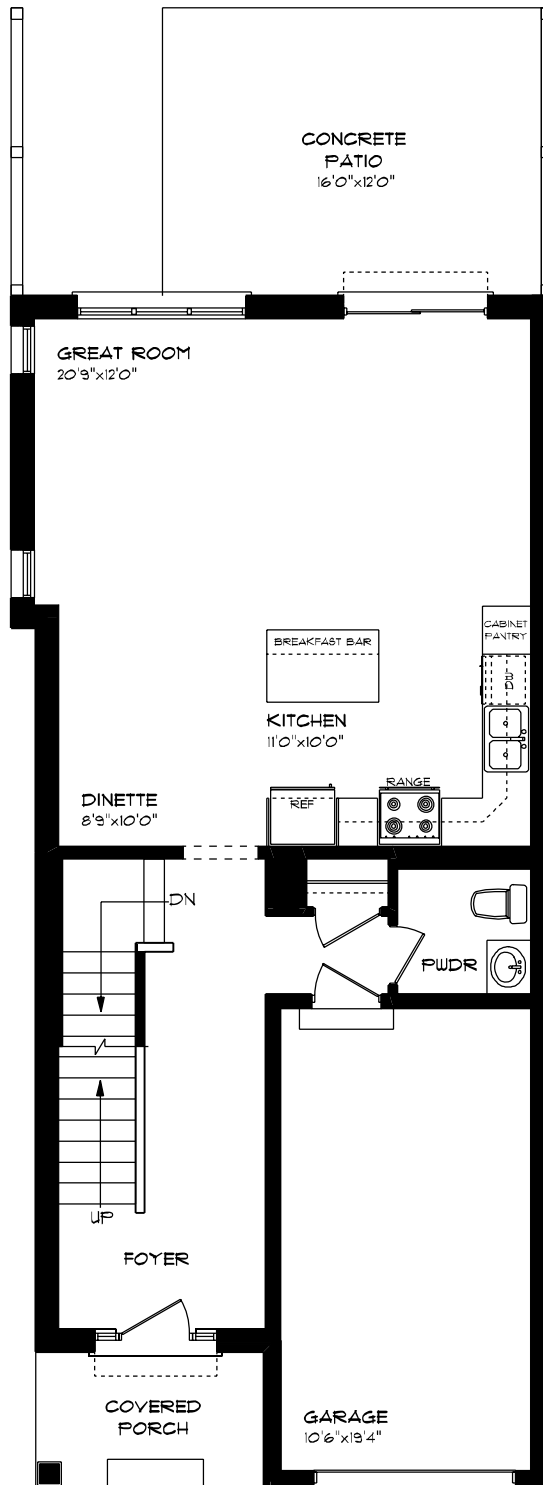 CONCRETE
PATIO
16'0"x12'0"
GREAT ROOM
20'9"x12'0"
CABINET
PANTRY
BREAKFAST BAR
DW
KITCHEN
11'0"x10'0"
RANGE
REF
DINETTE
8'9"x10'0"
DN
PWDR
UP
FOYER
COVERED
PORCH
GARAGE
10'6"x19'4"